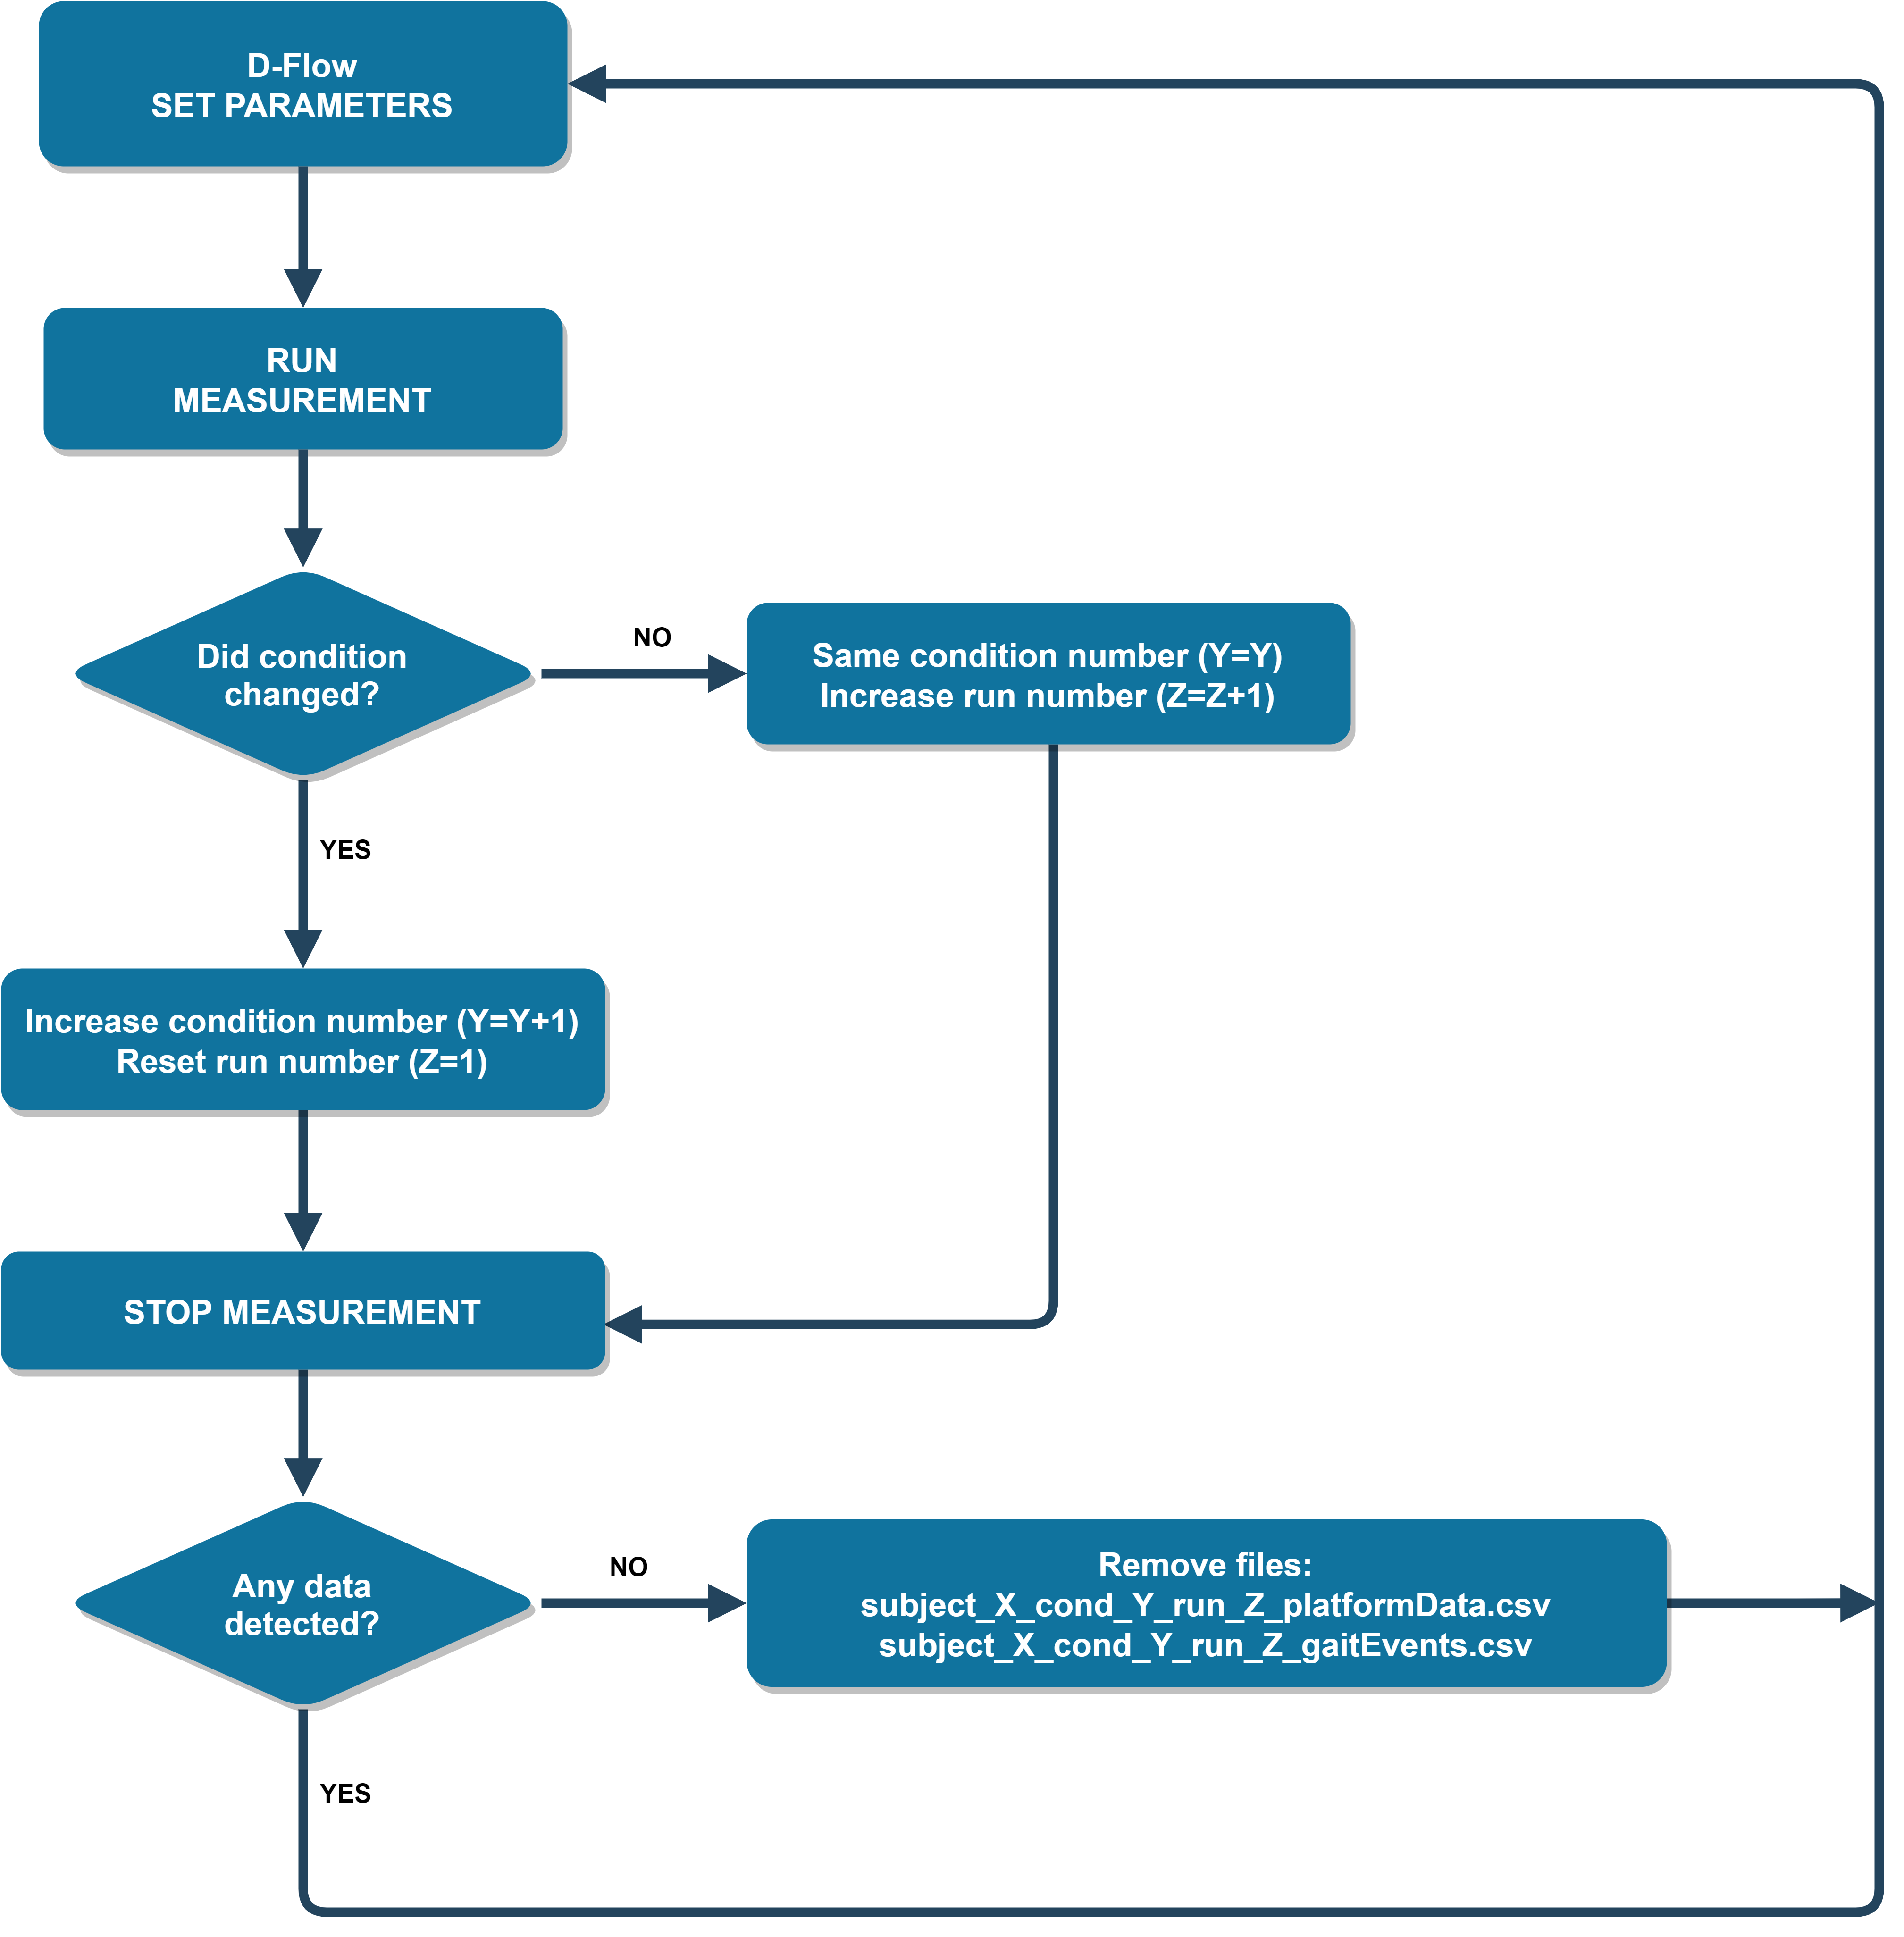 D-Flow
SET PARAMETERS
RUN
MEASUREMENT
Did condition
changed?
NO
Same condition number (Y=Y)
Increase run number (Z=Z+1)
YES
Increase condition number (Y=Y+1)
Reset run number (Z=1)
STOP MEASUREMENT
Any data
detected?
NO
Remove files:
subject_X_cond_Y_run_Z_platformData.csv
subject_X_cond_Y_run_Z_gaitEvents.csv
YES